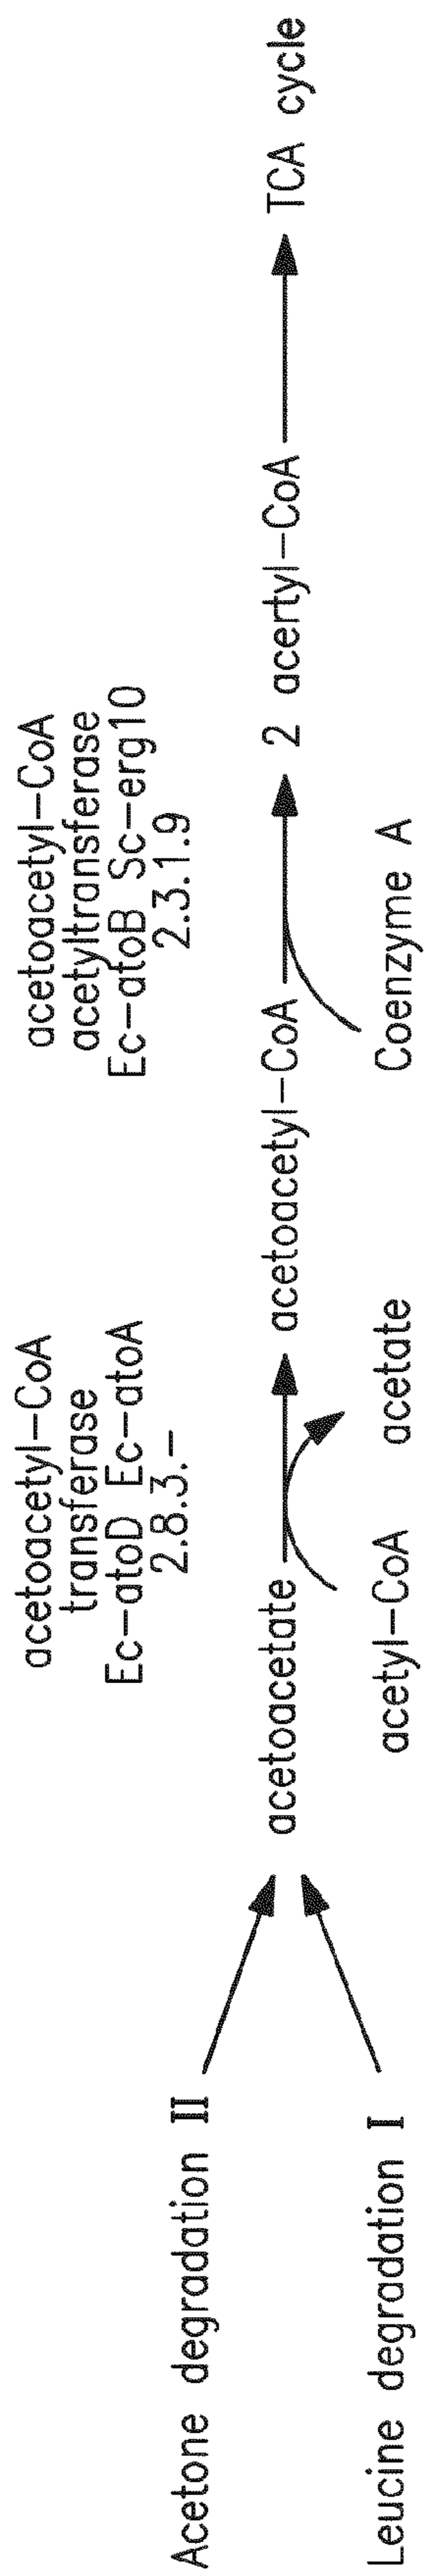 acetoacetyl-CoA
transferase
Ec-atoD Ec-atoA
2.8.3.-
acetoacetyl-CoA
acetyltransferase
Ec-atoB Sc-erg10
2.3.1.9
Acetone degradation II
Leucine degradation I
acetoacetate
acetoacetyl-CoA
2 acertyl-CoA
TCA cycle
acetyl-CoA
acetate
Coenzyme A